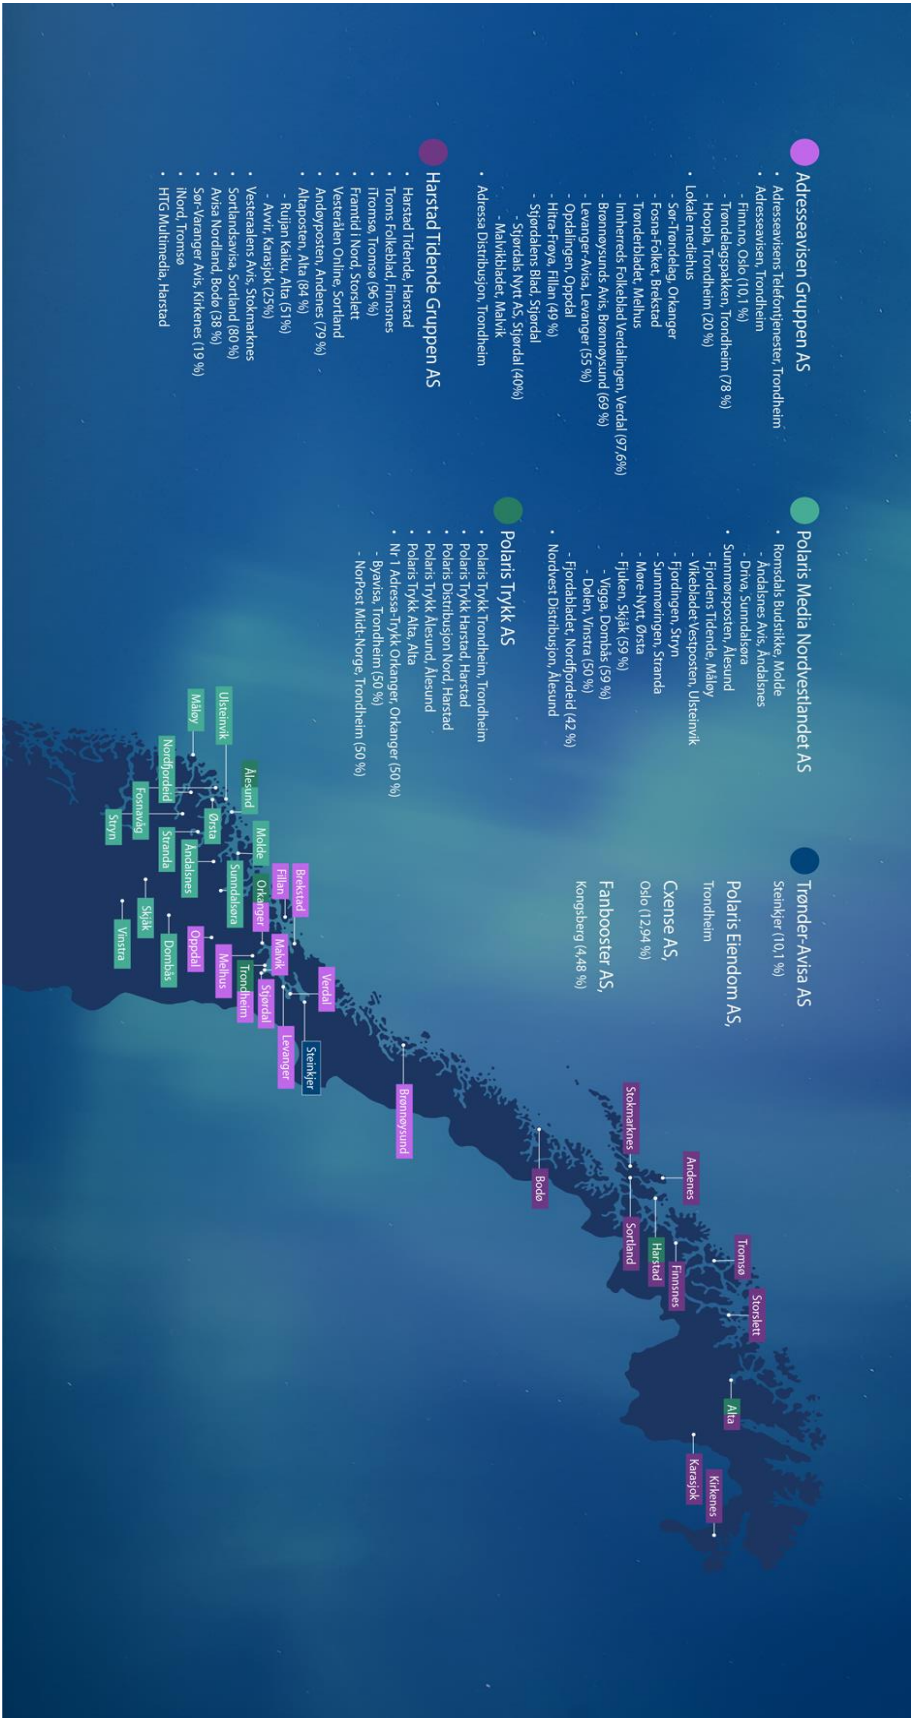 Adresseavisen Gruppen AS
• Adresseavisens Telefontjenester, Trondheim
• Adresseavisen, Trondheim
- Finn.no, Oslo (10,1 %)
- Trøndelagspakken, Trondheim (78 %)
- Hoopla, Trondheim (20 %)
• Lokale mediehus
- Sør-Trøndelag, Orkanger
- Fosna-Folket, Brekstad
- Trønderbladet, Melhus
- Innherreds Folkeblad Verdalingen, Verdal (97,6%)
- Brønnøysunds Avis, Brønnøysund (69 %)
- Levanger-Avisa, Levanger (55 %)
- Opdalingen, Oppdal
- Hitra-Frøya, Fillan (49 %)
- Stjørdalens Blad, Stjørdal
- Stjørdals Nytt AS, Stjørdal (40%)
- Malvikbladet, Malvik
• Adressa Distribusjon, Trondheim
Harstad Tidende Gruppen AS
• Harstad Tidende, Harstad
• Troms Folkeblad, Finnsnes
• iTromsø, Tromsø (96 %)
• Framtid i Nord, Storslett
• Vesterålen Online, Sortland
• Andøyposten, Andenes (79 %)
• Altaposten, Alta (84 %)
- Ruijan Kaiku, Alta (51%)
- Avvir, Karasjok (25%)
• Vesteraalens Avis, Stokmarknes
• Sortlandsavisa, Sortland (80 %)
• Avisa Nordland, Bodø (38 %)
• Sør-Varanger Avis, Kirkenes (19 %)
• iNord, Tromsø
• HTG Multimedia, Harstad
Polaris Media Nordvestlandet AS
• Romsdals Budstikke, Molde
- Åndalsnes Avis, Åndalsnes
- Driva, Sunndalsøra
• Sunnmørsposten, Ålesund
- Fjordens Tidende, Måløy
- Vikebladet Vestposten, Ulsteinvik
- Fjordingen, Stryn
- Sunnmøringen, Stranda
- Møre-Nytt, Ørsta
- Fjuken, Skjåk (59 %)
- Vigga, Dombås (59 %)
- Dølen, Vinstra (50 %)
- Fjordabladet, Nordfjordeid (42 %)
• Nordvest Distribusjon, Ålesund
Polaris Trykk AS
• Polaris Trykk Trondheim, Trondheim
• Polaris Trykk Harstad, Harstad
• Polaris Distribusjon Nord, Harstad
• Polaris Trykk Ålesund, Ålesund
• Polaris Trykk Alta, Alta
• Nr 1 Adressa-Trykk Orkanger, Orkanger (50 %)
- Byavisa, Trondheim (50 %)
- NorPost Midt-Norge, Trondheim (50 %)
Trønder-Avisa AS
Steinkjer (10,1 %)
Polaris Eiendom AS,
Trondheim
Cxense AS,
Oslo (12,94 %)
Fanbooster AS,
Kongsberg (4,48 %)
Storslett
Tromsø
Alta
Kirkenes
Andenes
Karasjok
Finnsnes
Harstad
Stokmarknes
Sortland
Bodø
Brønnøysund
Verdal
Steinkjer
Brekstad
Levanger
Fillan
Malvik
Stjørdal
Orkanger
Trondheim
Molde
Ålesund
Sunndalsøra
Melhus
Ulsteinvik
Ørsta
Måløy
Åndalsnes
Oppdal
Nordfjordeid
Stranda
Dombås
Fosnavåg
Skjåk
Stryn
Vinstra